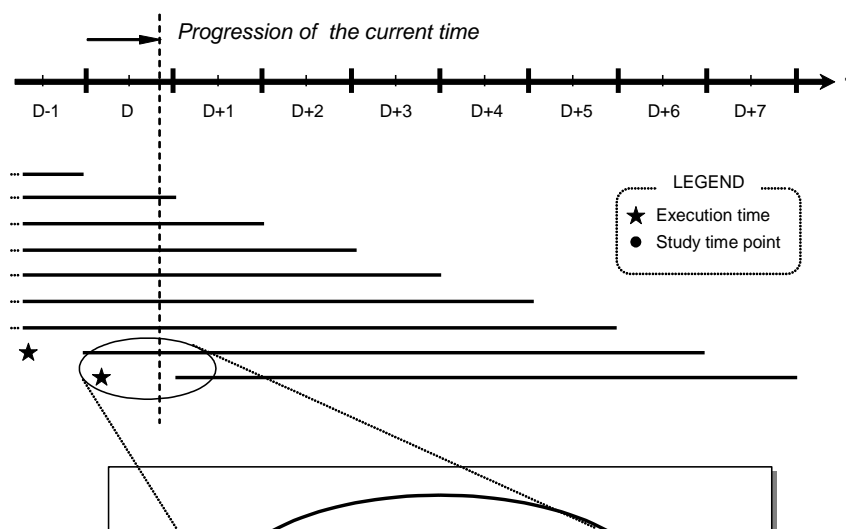 Progression of the current time
D-1 D D+1 D+2 D+3 D+4 D+5 D+6 D+7
LEGEND
Execution time
Study time point